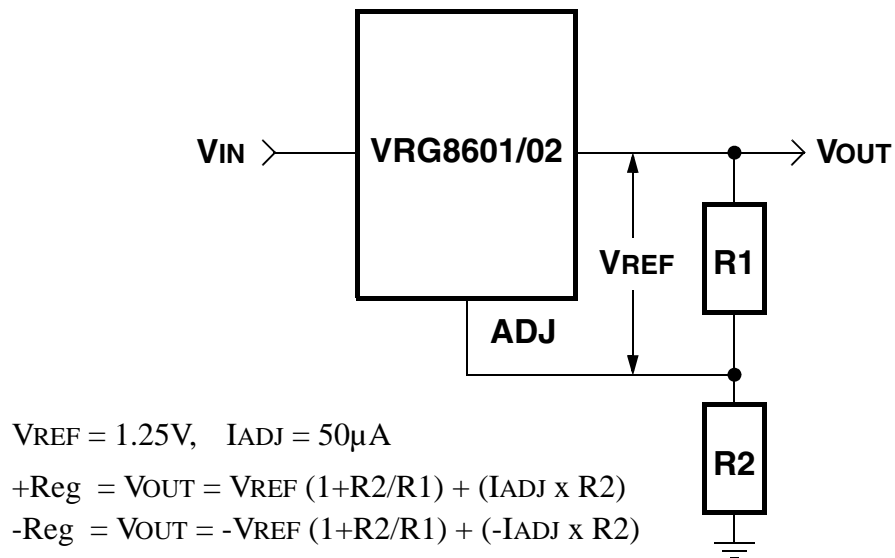 VIN
VRG8601/02
VOUT
VREF
R1
ADJ
R2
VREF = 1.25V, IADJ = 50µA
+Reg = VOUT = VREF (1+R2/R1) + (IADJ x R2)
-Reg = VOUT = -VREF (1+R2/R1) + (-IADJ x R2)